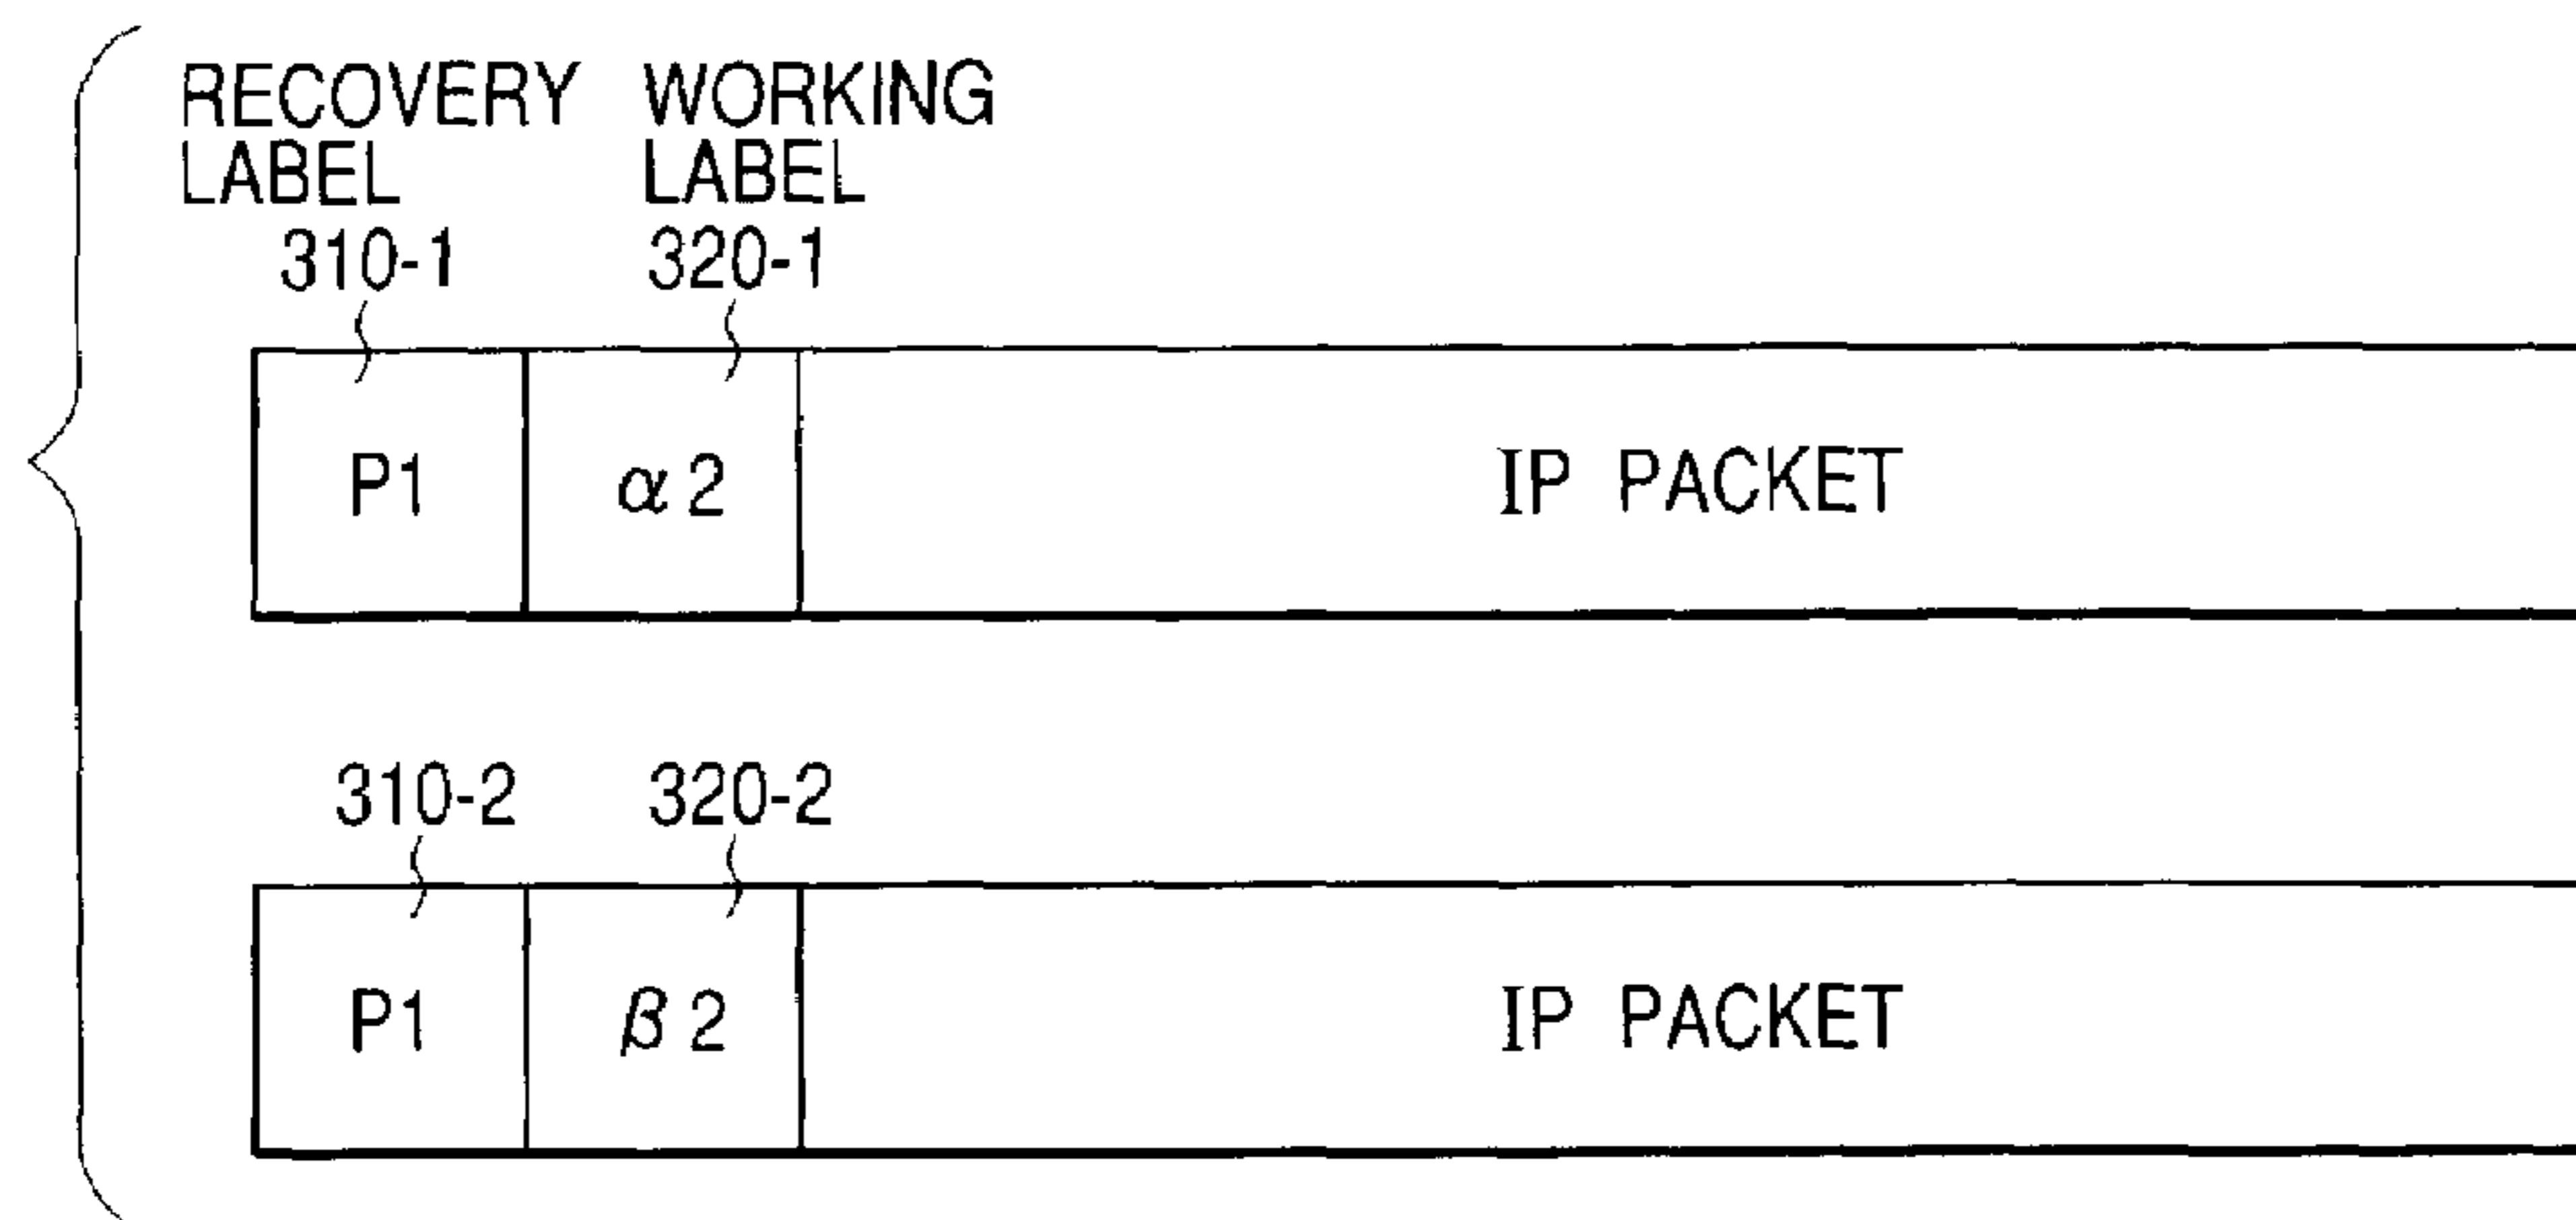 RECOVERY WORKING
LABEL LABEL
310-1 320-1
P1 α2 IP PACKET
310-2 320-2
P1 β2 IP PACKET